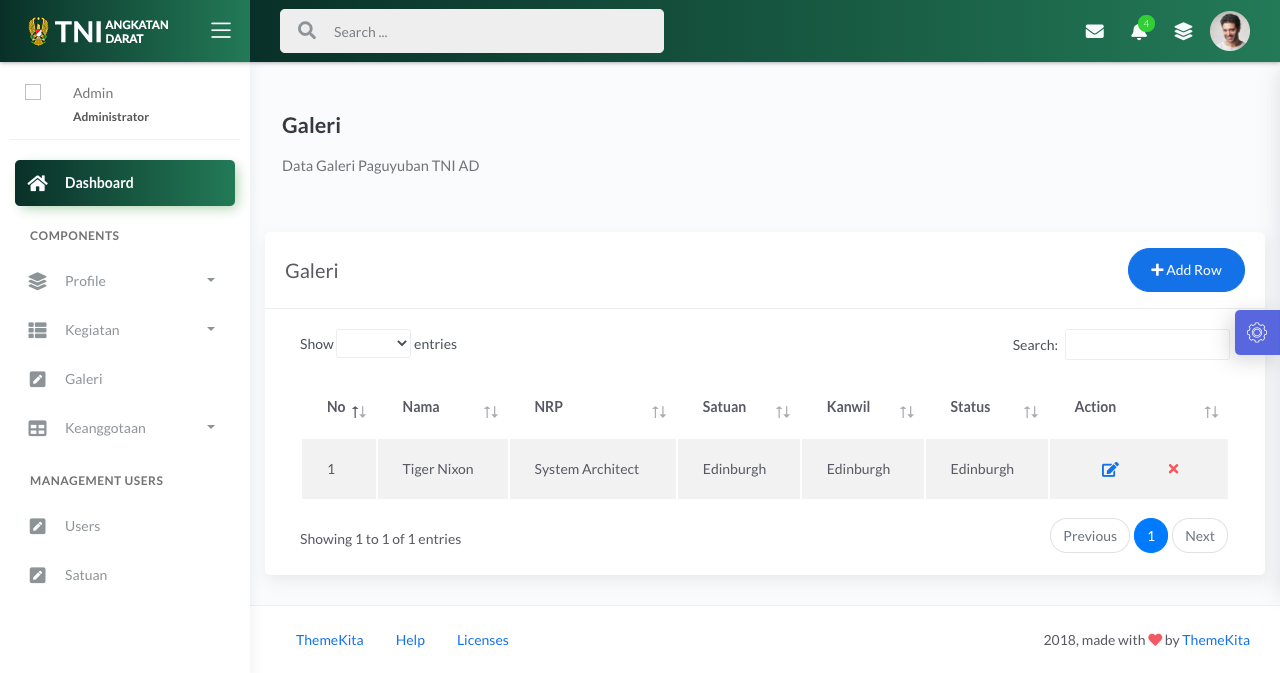 TNI ANGKATAN DARAT
Search ...
4
Admin
Administrator
Dashboard
COMPONENTS
Profile
Kegiatan
Galeri
Keanggotaan
MANAGEMENT USERS
Users
Satuan
Galeri
Data Galeri Paguyuban TNI AD
Galeri
Add Row
Show entries
Search:
No Nama NRP Satuan Kanwil Status Action
1 Tiger Nixon System Architect Edinburgh Edinburgh Edinburgh
Showing 1 to 1 of 1 entries
Previous 1 Next
ThemeKita Help Licenses
2018, made with by ThemeKita